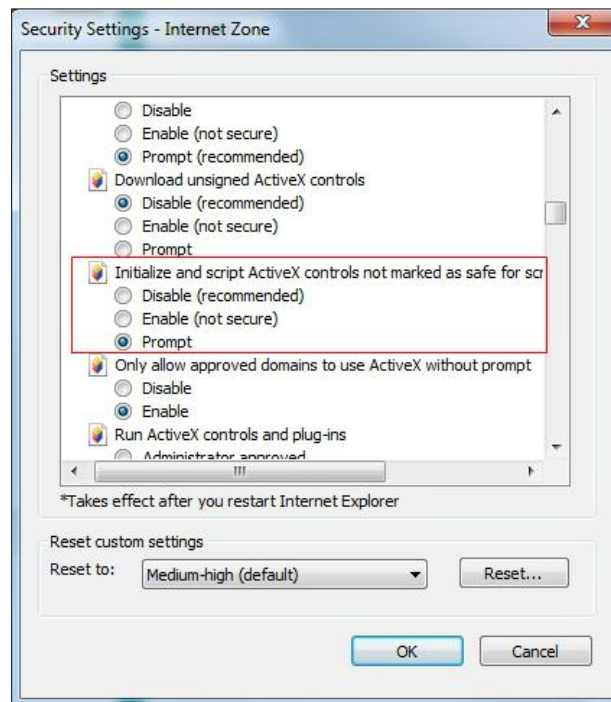 Security Settings - Internet Zone
Settings
Disable
Enable (not secure)
Prompt (recommended)
Download unsigned ActiveX controls
Disable (recommended)
Enable (not secure)
Prompt
Initialize and script ActiveX controls not marked as safe for scr
Disable (recommended)
Enable (not secure)
Prompt
Only allow approved domains to use ActiveX without prompt
Disable
Enable
Run ActiveX controls and plug-ins
Administrator approved
*Takes effect after you restart Internet Explorer
Reset custom settings
Reset to: Medium-high (default) Reset...
OK Cancel